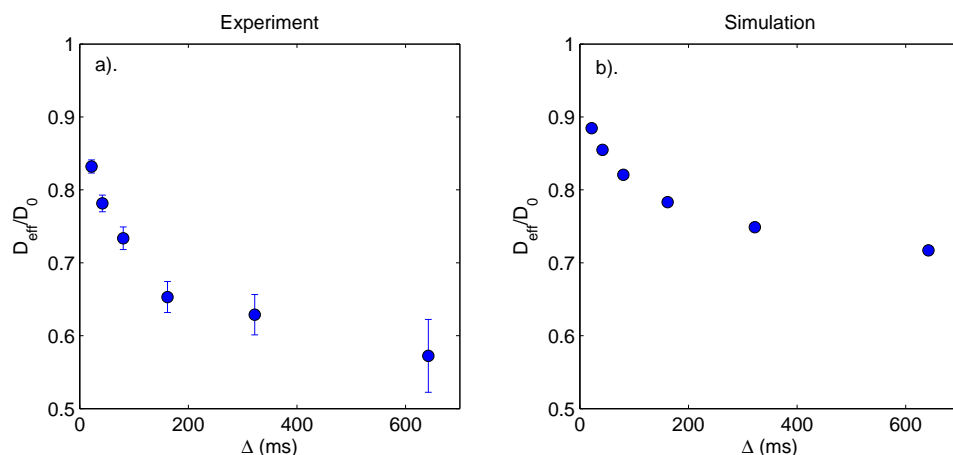 Experiment
a).
1
0.9
0.8
0.7
0.6
0.5
D_eff/D_0
0 200 400 600
Δ (ms)
Simulation
b).
1
0.9
0.8
0.7
0.6
0.5
D_eff/D_0
0 200 400 600
Δ (ms)